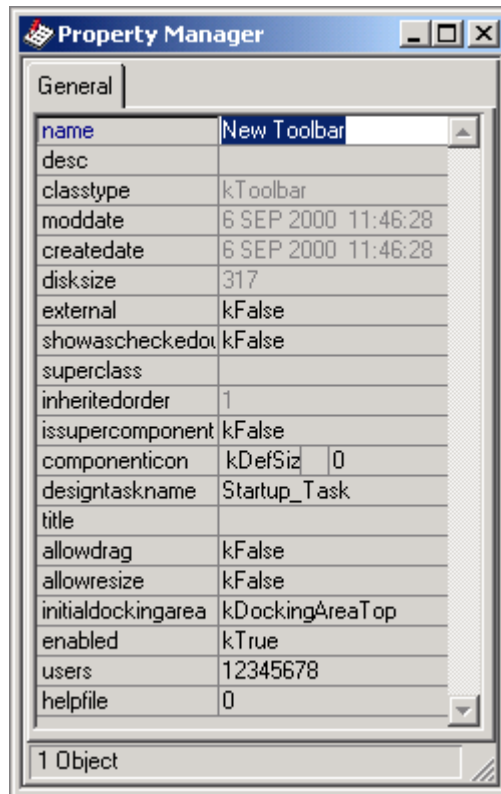 Property Manager
General
name New Toolbar
desc
classtype kToolbar
moddate 6 SEP 2000 11:46:28
createdate 6 SEP 2000 11:46:28
disksize 317
external kFalse
showascheckedou kFalse
superclass
inheritedorder 1
issupercomponent kFalse
componenticon kDefSiz 0
designtaskname Startup_Task
title
allowdrag kFalse
allowresize kFalse
initialdockingarea kDockingAreaTop
enabled kTrue
users 12345678
helpfile 0
1 Object